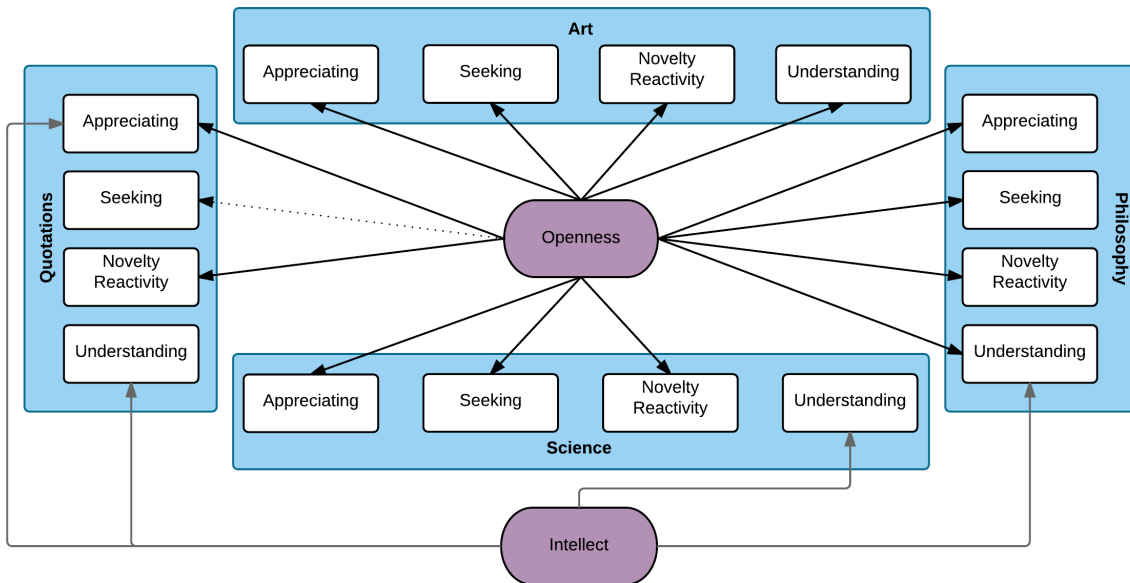 Art
Appreciating
Seeking
Novelty
Reactivity
Understanding
Quotations
Appreciating
Seeking
Novelty
Reactivity
Understanding
Openness
Philosophy
Appreciating
Seeking
Novelty
Reactivity
Understanding
Appreciating
Seeking
Novelty
Reactivity
Understanding
Science
Intellect